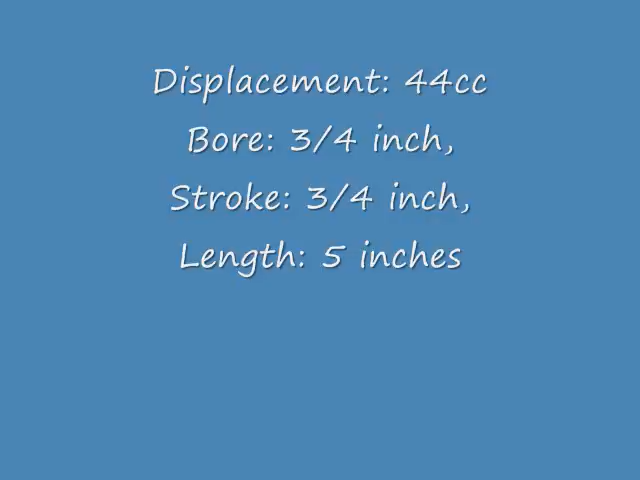 Displacement: 44cc
Bore: 3/4 inch,
Stroke: 3/4 inch,
Length: 5 inches